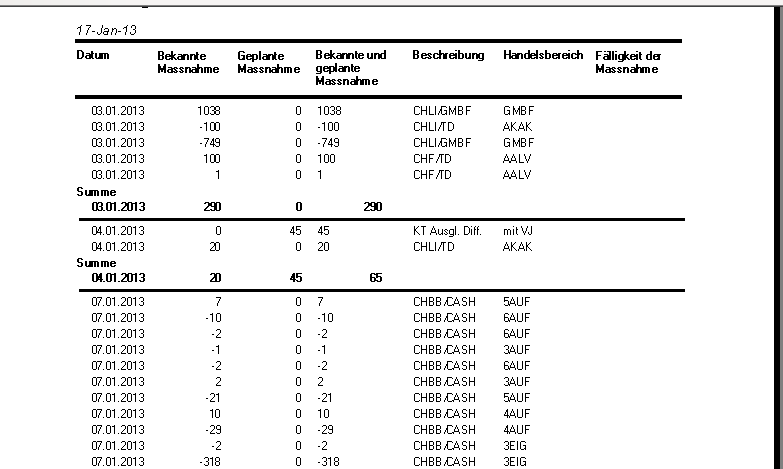 17-Jan-13
Datum Bekannte Massnahme Geplante Massnahme Bekannte und geplante Massnahme Beschreibung Handelsbereich Fälligkeit der Massnahme
03.01.2013 1038 0 1038 CHLI/GMBF GMBF
03.01.2013 -100 0 -100 CHLI/TD AKAK
03.01.2013 -749 0 -749 CHLI/GMBF GMBF
03.01.2013 100 0 100 CHF/TD AALV
03.01.2013 1 0 1 CHF/TD AALV
Summe
03.01.2013 290 0 290
04.01.2013 0 45 45 KT Ausgl. Diff. mit VJ
04.01.2013 20 0 20 CHLI/TD AKAK
Summe
04.01.2013 20 45 65
07.01.2013 7 0 7 CHBB/CASH 5AUF
07.01.2013 -10 0 -10 CHBB/CASH 6AUF
07.01.2013 -2 0 -2 CHBB/CASH 6AUF
07.01.2013 -1 0 -1 CHBB/CASH 3AUF
07.01.2013 -2 0 -2 CHBB/CASH 6AUF
07.01.2013 2 0 2 CHBB/CASH 3AUF
07.01.2013 -21 0 -21 CHBB/CASH 5AUF
07.01.2013 10 0 10 CHBB/CASH 4AUF
07.01.2013 -29 0 -29 CHBB/CASH 4AUF
07.01.2013 -2 0 -2 CHBB/CASH 3EIG
07.01.2013 -318 0 -318 CHBB/CASH 3EIG